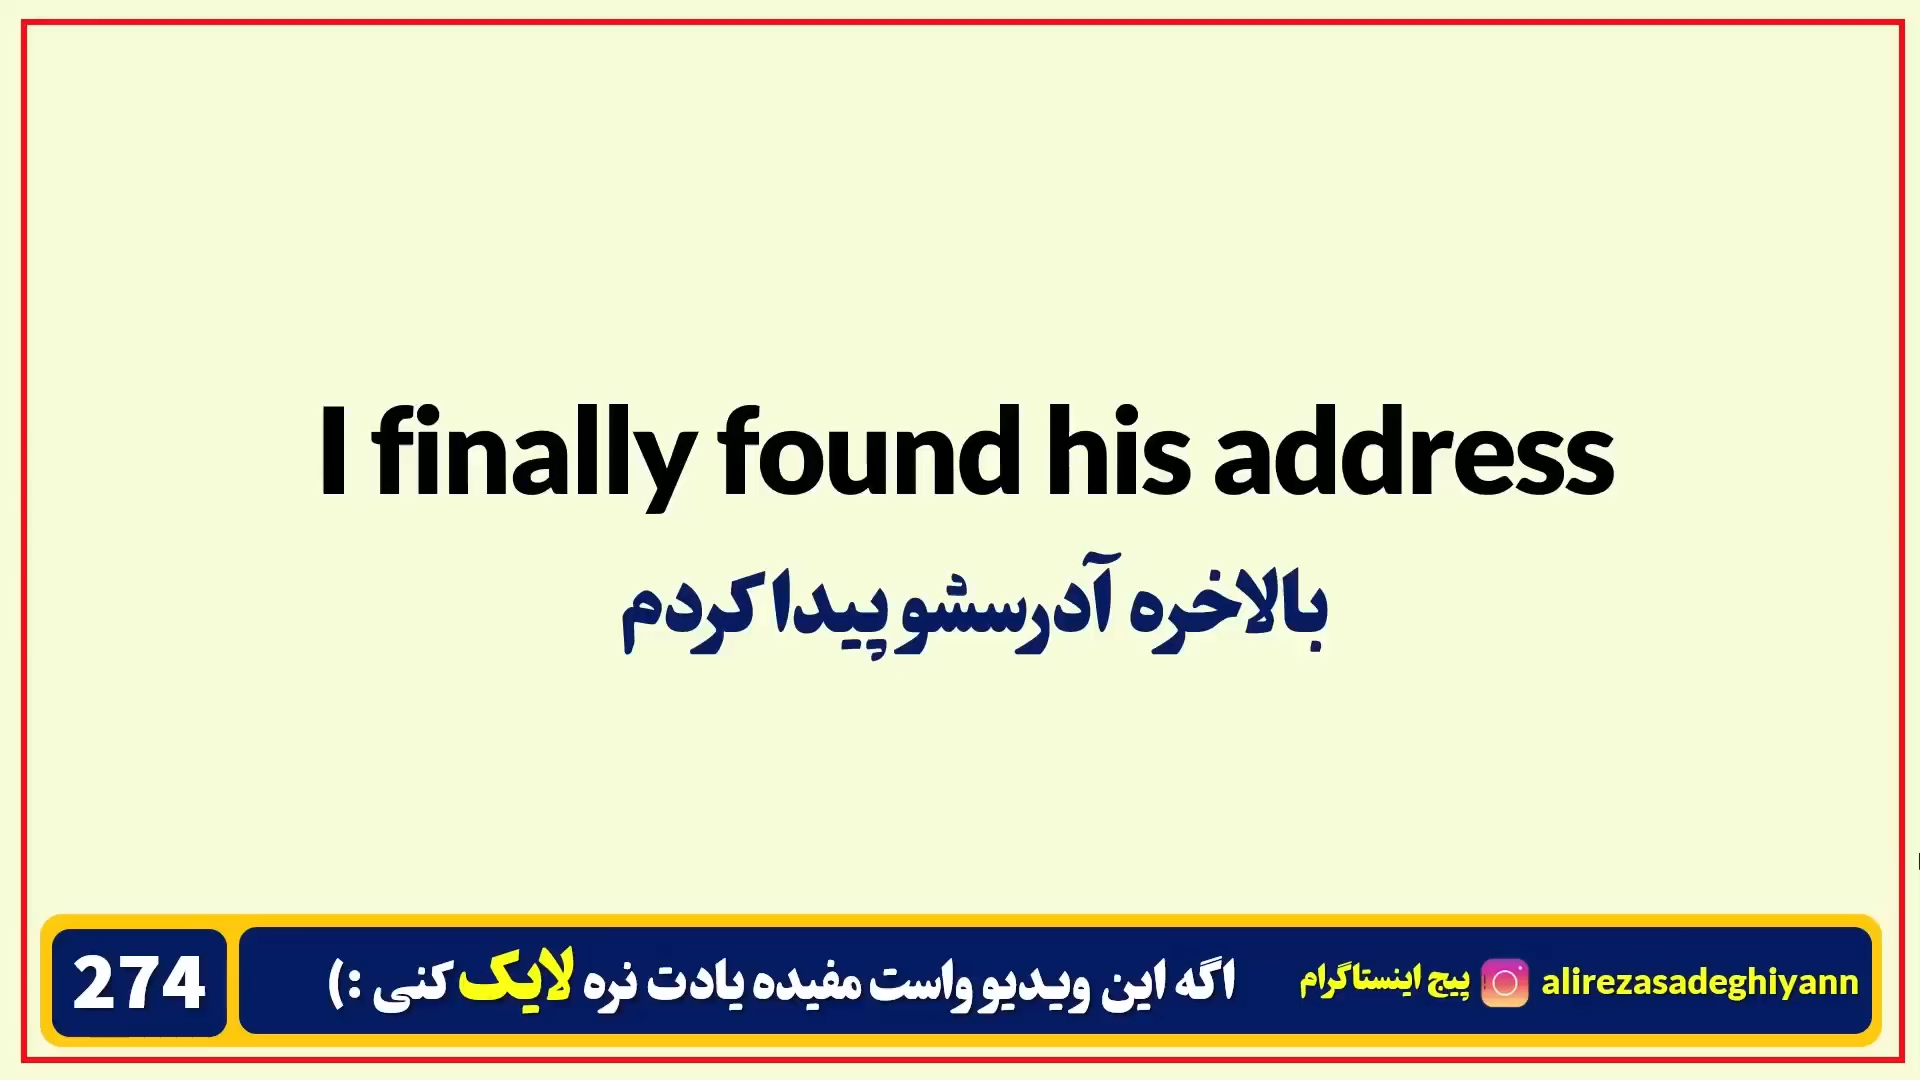 I finally found his address
بالاخره آدرسشو پیدا کردم
274
اگه این ویدیو واست مفیده یادت نره لایک کنی :)
پیج اینستاگرام alirezasadeghiyann